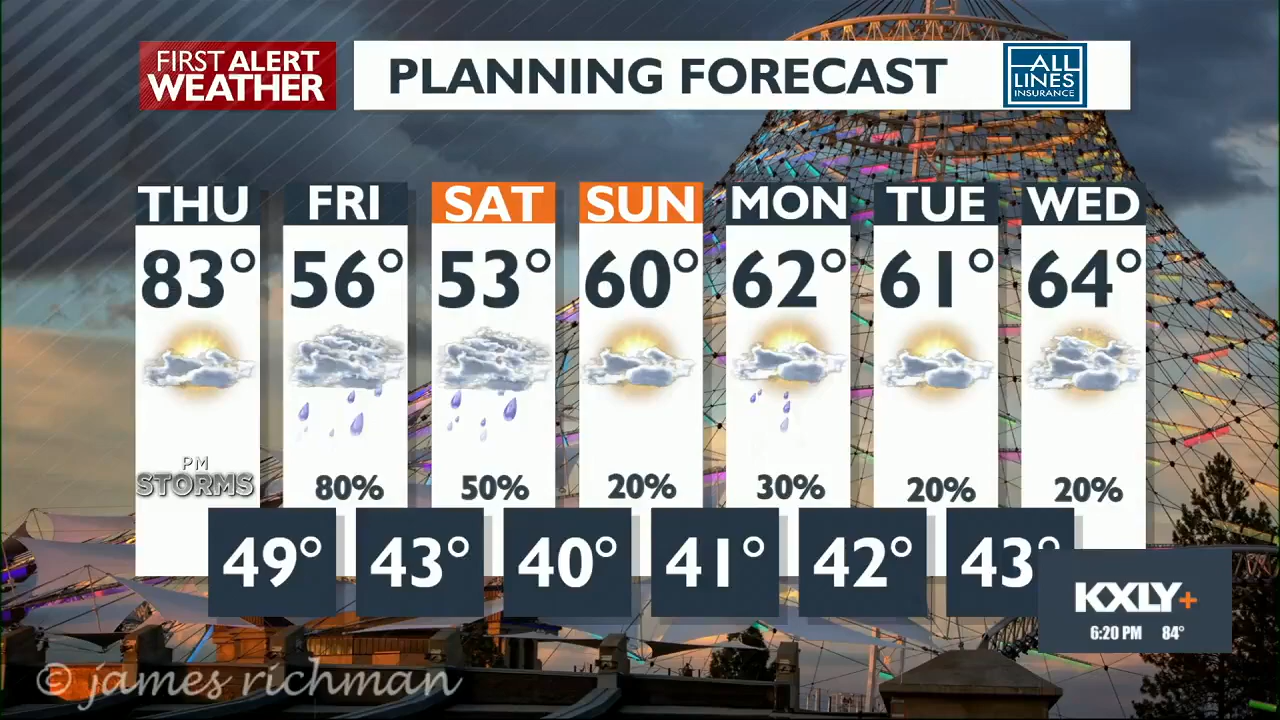 FIRST ALERT
WEATHER
PLANNING FORECAST
ALL
LINES
INSURANCE
THU FRI SAT SUN MON TUE WED
83° 56° 53° 60° 62° 61° 64°
PM
STORMS 80% 50% 20% 30% 20% 20%
49° 43° 40° 41° 42° 43°
KXLY+
6:20 PM 84°
© james richman